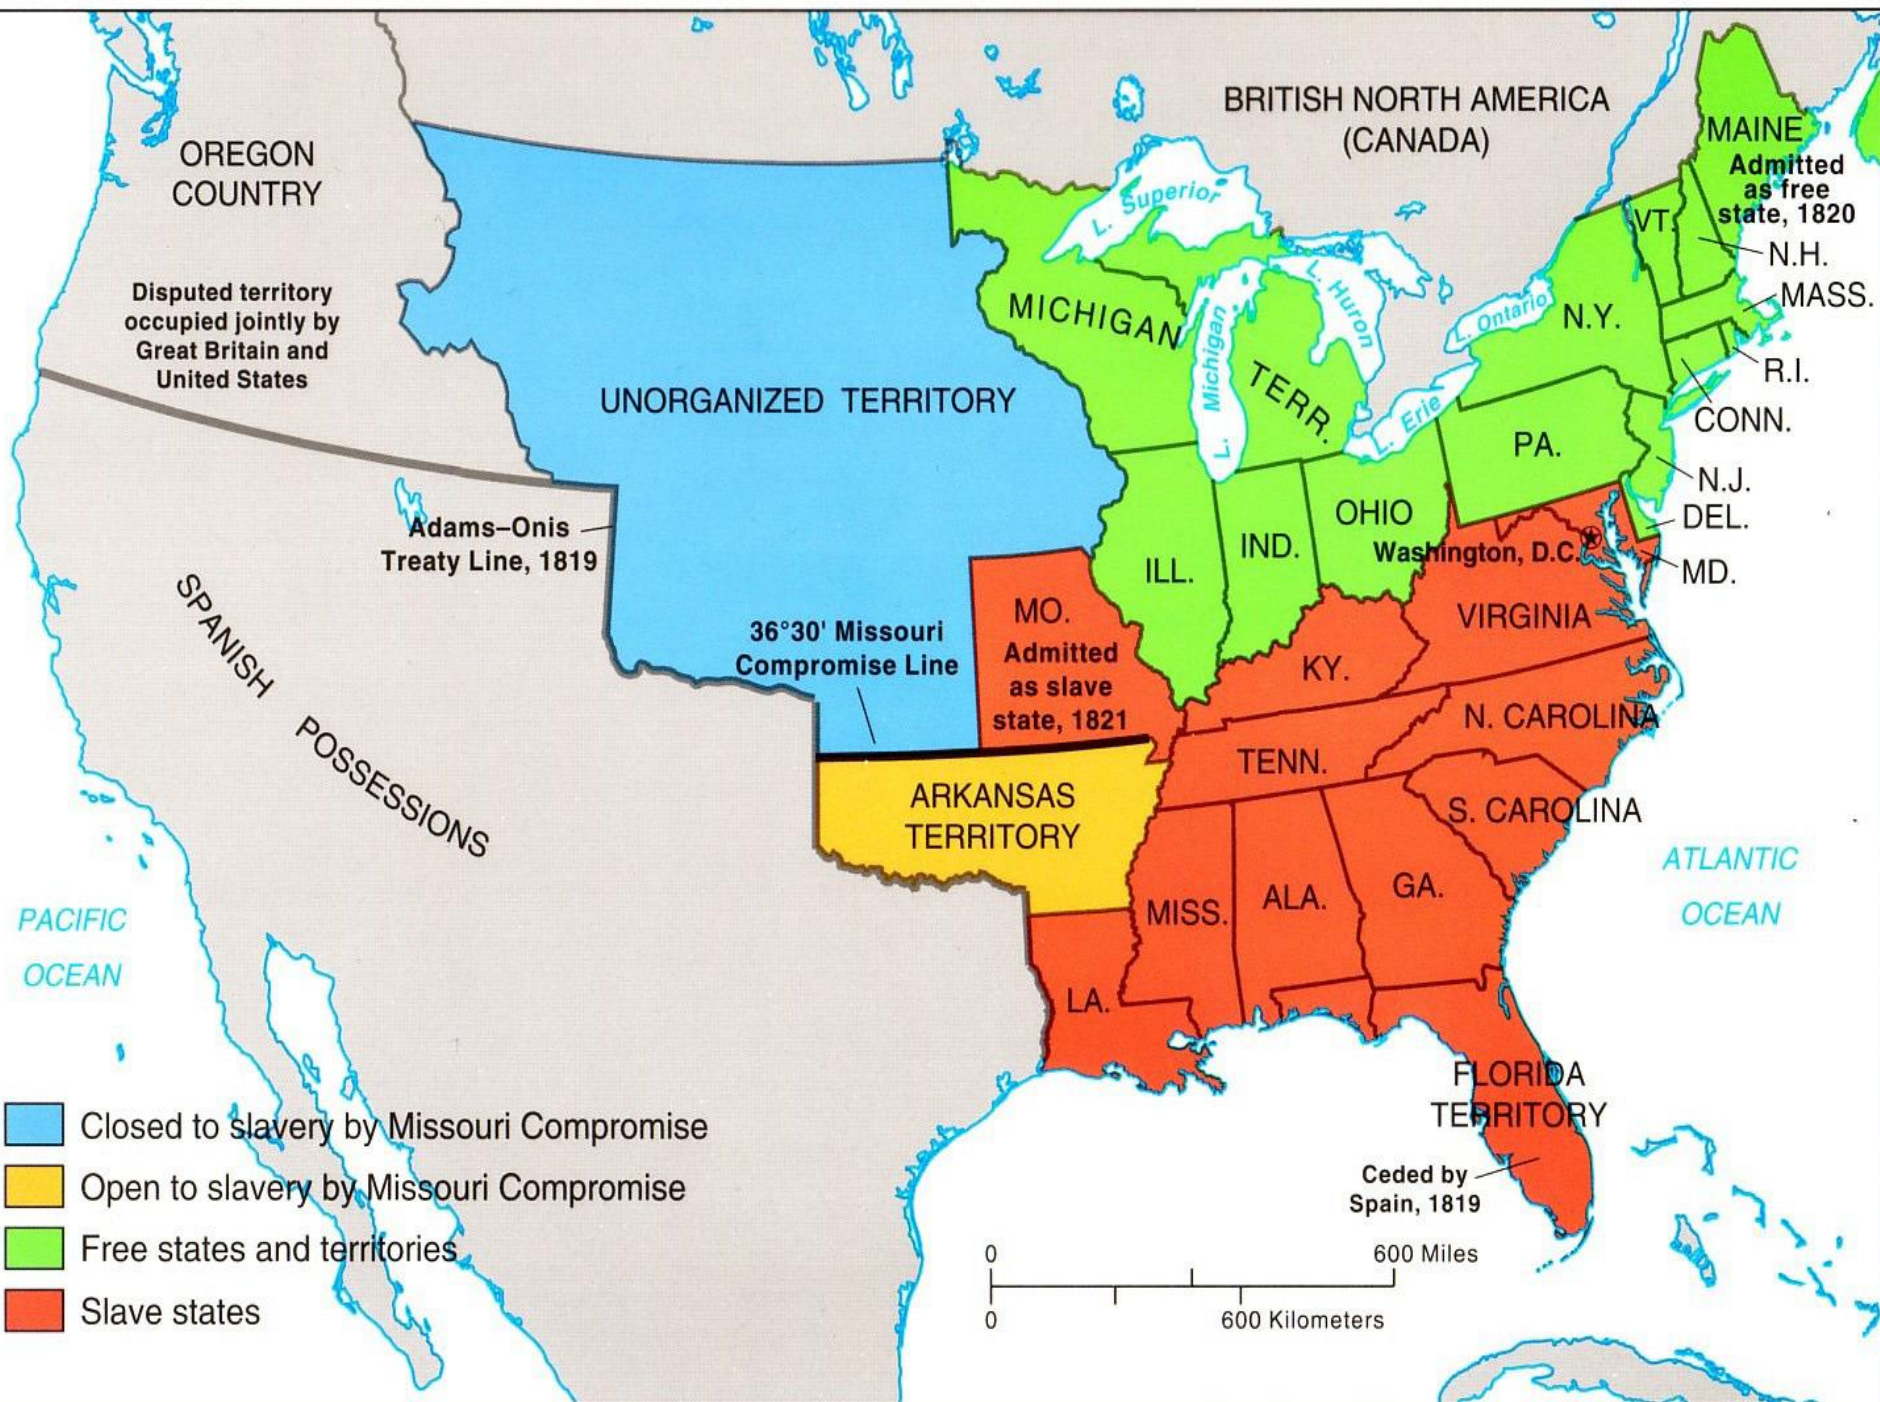 BRITISH NORTH AMERICA
(CANADA)
OREGON
COUNTRY
Disputed territory
occupied jointly by
Great Britain and
United States
MAINE
Admitted
as free
state, 1820
VT.
N.H.
MASS.
N.Y.
R.I.
CONN.
PA.
N.J.
DEL.
MD.
L. Superior
L. Michigan
L. Huron
L. Ontario
L. Erie
MICHIGAN
TERR.
UNORGANIZED TERRITORY
Adams–Onis
Treaty Line, 1819
OHIO
IND.
ILL.
Washington, D.C.
VIRGINIA
36°30' Missouri
Compromise Line
MO.
Admitted
as slave
state, 1821
KY.
N. CAROLINA
TENN.
S. CAROLINA
SPANISH POSSESSIONS
ARKANSAS
TERRITORY
MISS.
ALA.
GA.
LA.
ATLANTIC
OCEAN
PACIFIC
OCEAN
FLORIDA
TERRITORY
Ceded by
Spain, 1819
Closed to slavery by Missouri Compromise
Open to slavery by Missouri Compromise
Free states and territories
Slave states
0 600 Miles
0 600 Kilometers